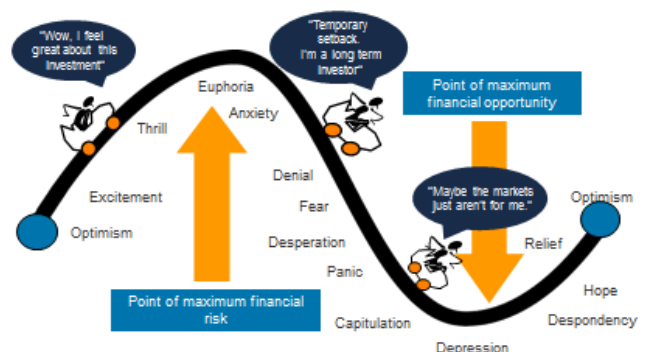 "Wow, I feel
great about this
Investment"
"Temporary
setback.
I'm a long term
Investor"
Point of maximum
financial opportunity
Euphoria
Anxiety
Thrill
Denial
Excitement
Fear
"Maybe the markets
just aren't for me."
Optimism
Optimism
Desperation
Relief
Panic
Hope
Point of maximum financial
risk
Capitulation
Despondency
Depression